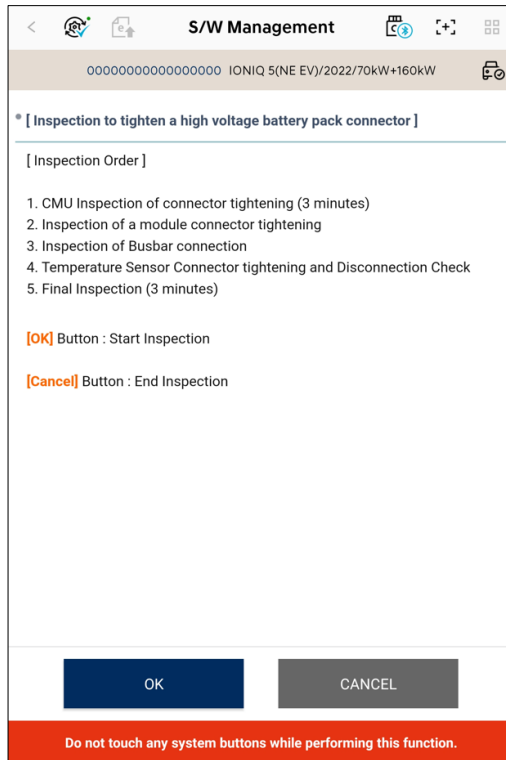 S/W Management
00000000000000000 IONIQ 5(NE EV)/2022/70kW+160kW
[ Inspection to tighten a high voltage battery pack connector ]
[ Inspection Order ]
1. CMU Inspection of connector tightening (3 minutes)
2. Inspection of a module connector tightening
3. Inspection of Busbar connection
4. Temperature Sensor Connector tightening and Disconnection Check
5. Final Inspection (3 minutes)
[OK] Button : Start Inspection
[Cancel] Button : End Inspection
OK
CANCEL
Do not touch any system buttons while performing this function.